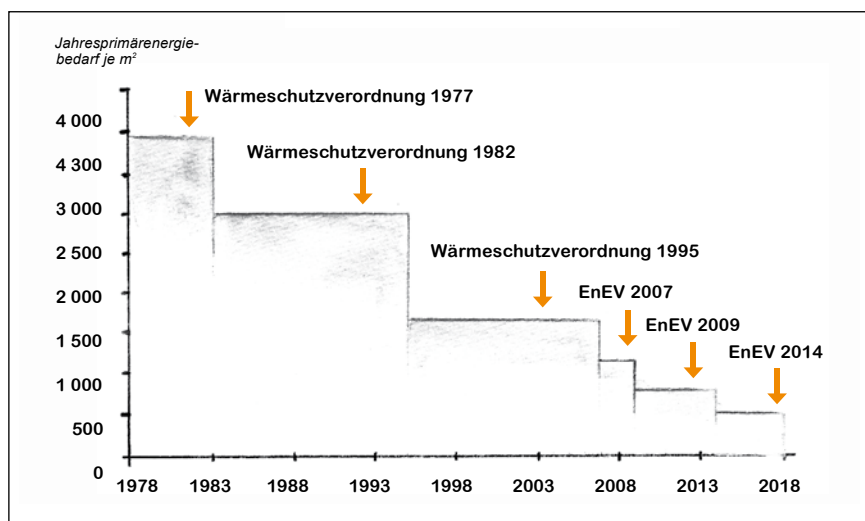 Jahresprimärenergie-
bedarf je m²
Wärmeschutzverordnung 1977
4 000
Wärmeschutzverordnung 1982
4 300
3 000
2 500
Wärmeschutzverordnung 1995
2 000
EnEV 2007
1 500
EnEV 2009
EnEV 2014
1 000
500
0
1978 1983 1988 1993 1998 2003 2008 2013 2018